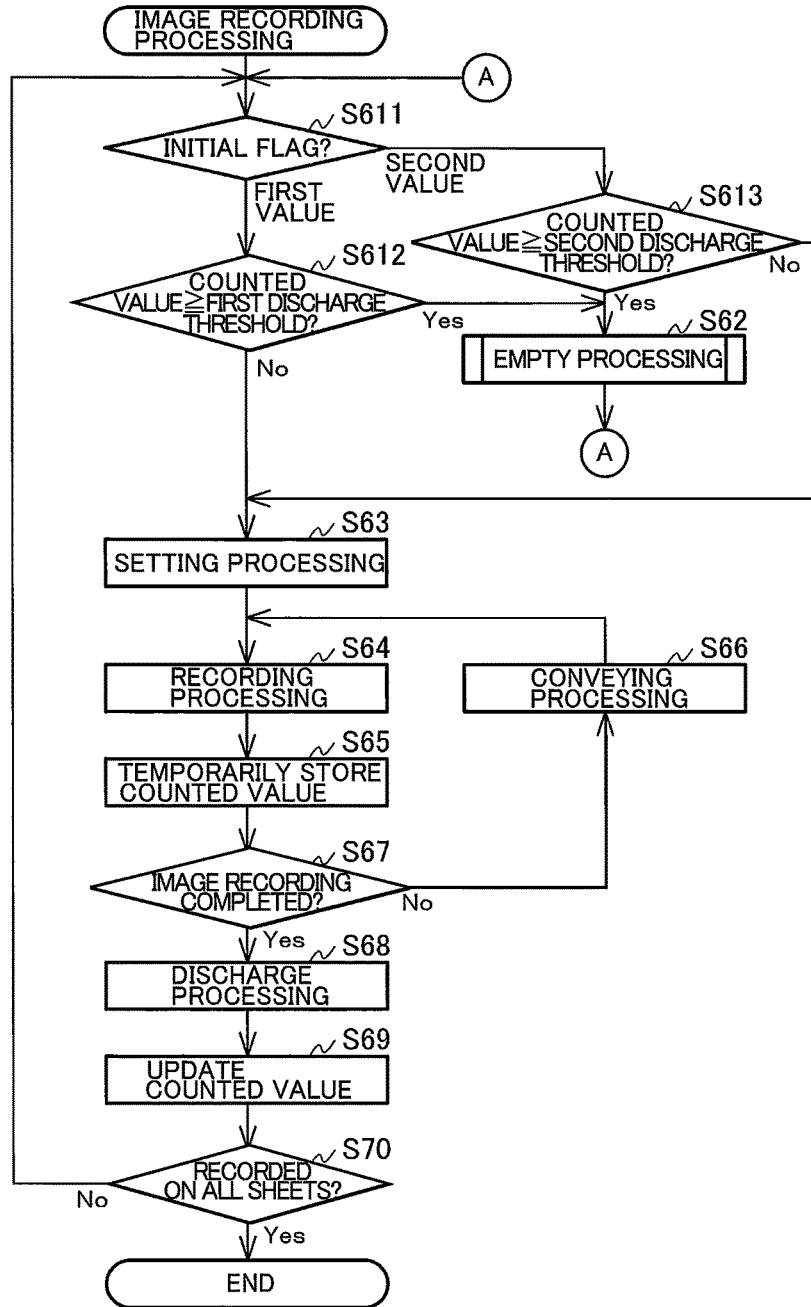 IMAGE RECORDING
PROCESSING
A
S611
INITIAL FLAG?
SECOND
VALUE
FIRST
VALUE
S613
COUNTED
VALUE≧SECOND DISCHARGE
THRESHOLD?
No
Yes
S612
COUNTED
VALUE≧FIRST DISCHARGE
THRESHOLD?
Yes
No
S62
EMPTY PROCESSING
A
S63
SETTING PROCESSING
S64
RECORDING
PROCESSING
S66
CONVEYING
PROCESSING
S65
TEMPORARILY STORE
COUNTED VALUE
S67
IMAGE RECORDING
COMPLETED?
No
Yes
S68
DISCHARGE
PROCESSING
S69
UPDATE
COUNTED VALUE
S70
RECORDED
ON ALL SHEETS?
No
Yes
END